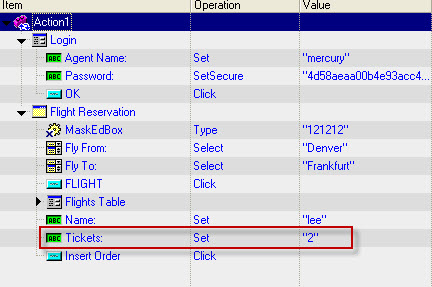 Item Operation Value
Action1
Login
Agent Name: Set "mercury"
Password: SetSecure "4d58aeaa00b4e93acc4...
OK Click
Flight Reservation
MaskEdBox Type "121212"
Fly From: Select "Denver"
Fly To: Select "Frankfurt"
FLIGHT Click
Flights Table
Name: Set "lee"
Tickets: Set "2"
Insert Order Click